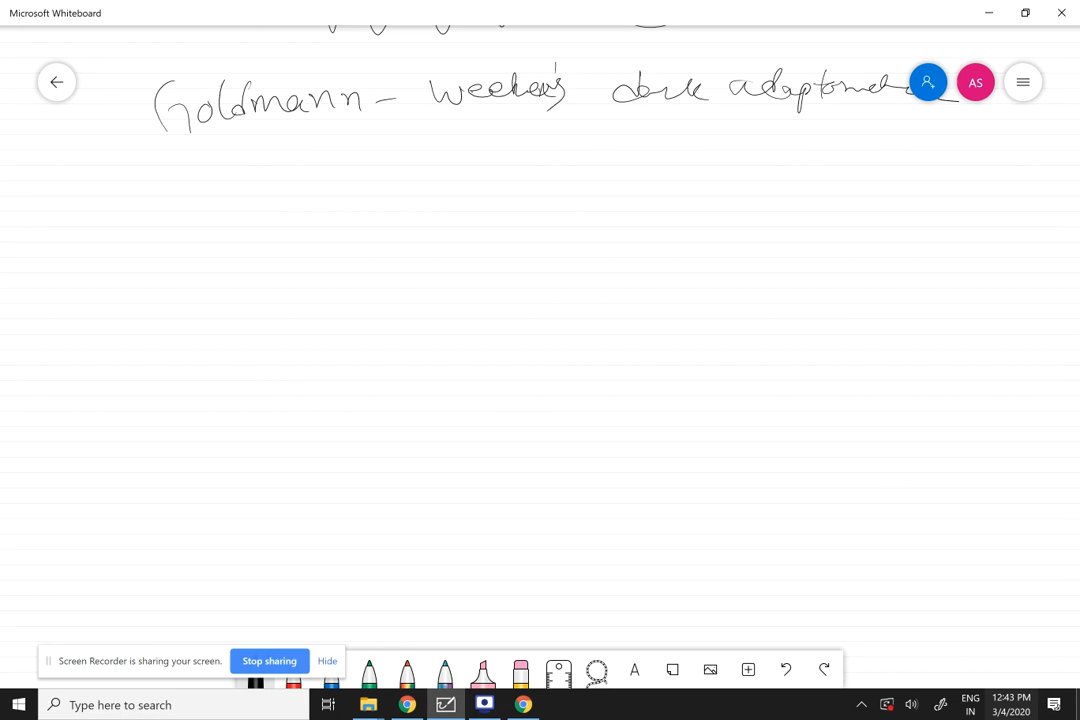 Microsoft Whiteboard
Goldmann - Weeker's dark
AS
Screen Recorder is sharing your screen.
Stop sharing
Hide
A
Type here to search
ENG
IN
12:43 PM
3/4/2020